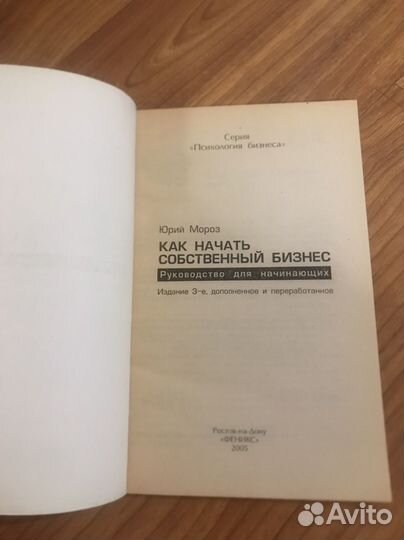 Серия
«Психология бизнеса»
Юрий Мороз
КАК НАЧАТЬ
СОБСТВЕННЫЙ БИЗНЕС
Руководство для начинающих
Издание 3-е, дополненное и переработанное
Ростов-на-Дону
«ФЕНИКС»
2005
Avito